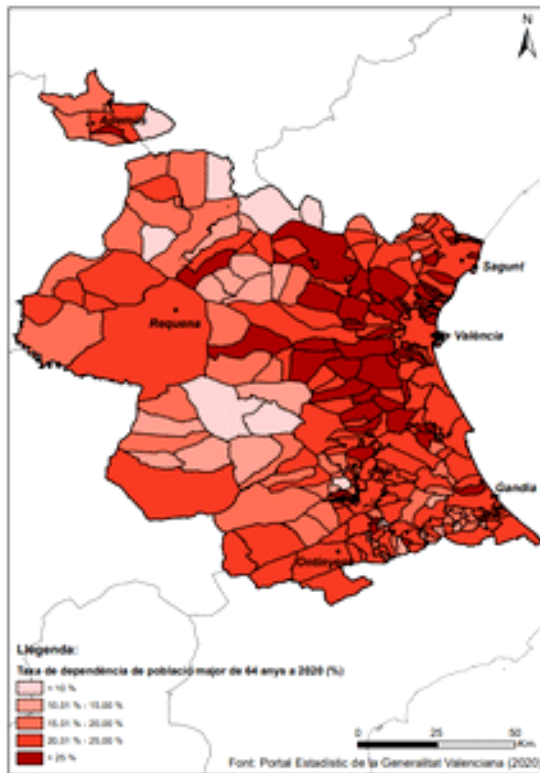 N
Ademús
Sagunt
Requena
València
Gandia
Ontinyent
Llegenda:
Taxa de dependència de població major de 64 anys a 2020 (%)
< 10 %
10,01 % - 15,00 %
15,01 % - 20,00 %
20,01 % - 25,00 %
> 25 %
0 25 50
Km
Font: Portal Estadístic de la Generalitat Valenciana (2020)